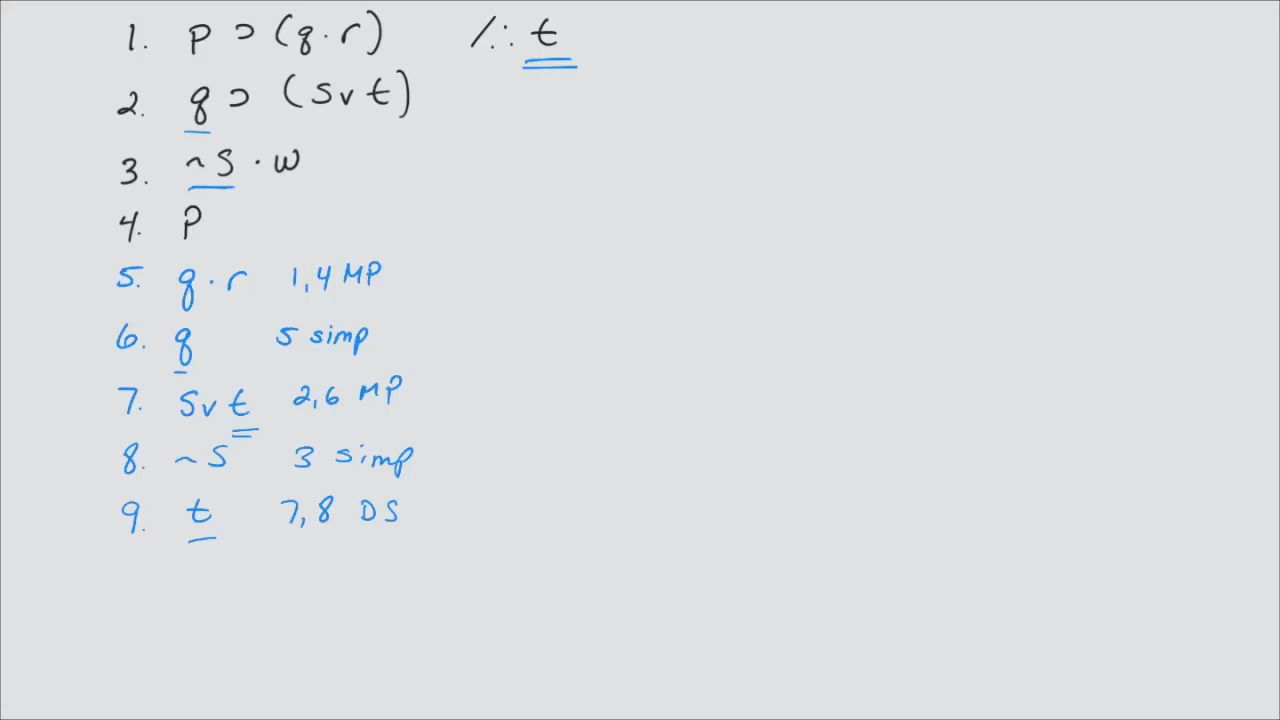 1. p ⊃ (q · r) /∴ t
2. q ⊃ (s v t)
3. ~s · w
4. p
5. q · r 1,4 MP
6. q 5 simp
7. s v t 2,6 MP
8. ~s 3 simp
9. t 7,8 DS